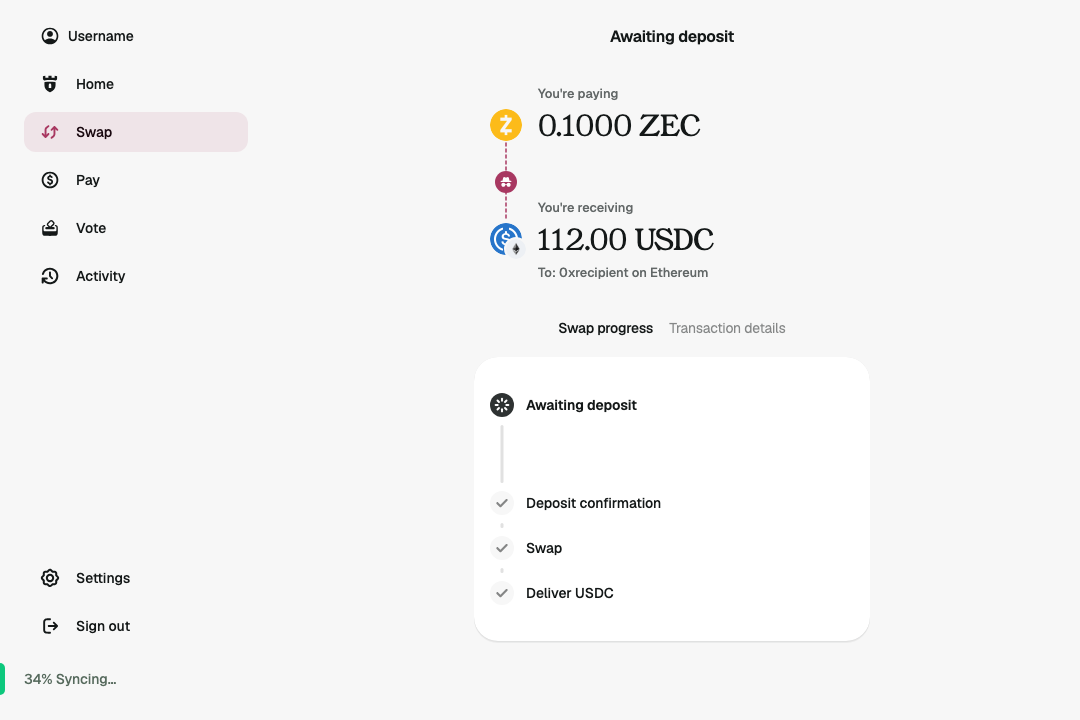 Username
Home
Swap
Pay
Vote
Activity
Settings
Sign out
34% Syncing...
Awaiting deposit
You're paying
0.1000 ZEC
You're receiving
112.00 USDC
To: 0xrecipient on Ethereum
Swap progress
Transaction details
Awaiting deposit
Deposit confirmation
Swap
Deliver USDC